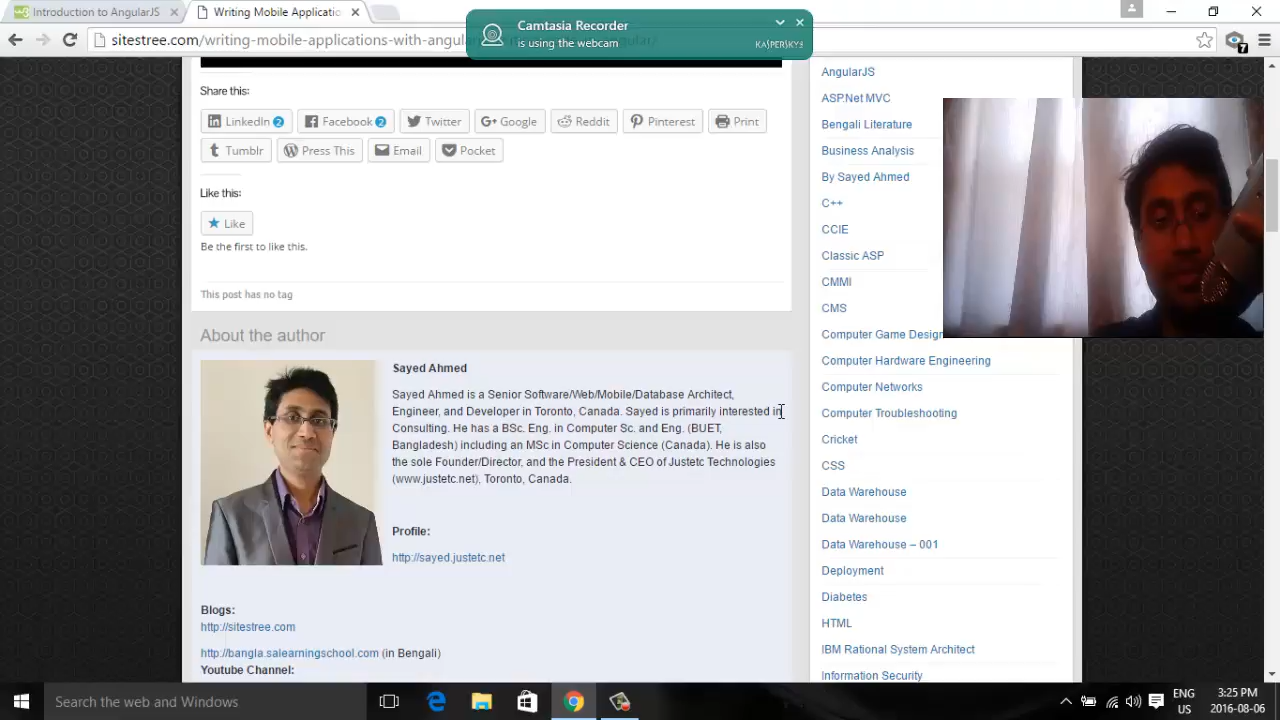 Introduction to AngularJS
Writing Mobile Applicatio
Camtasia Recorder
is using the webcam
KASPERSKY
sitestree.com/writing-mobile-applications-with-angular
7
Share this:
LinkedIn 2
Facebook 2
Twitter
Google
Reddit
Pinterest
Print
Tumblr
Press This
Email
Pocket
Like this:
Like
Be the first to like this.
This post has no tag
About the author
Sayed Ahmed
Sayed Ahmed is a Senior Software/Web/Mobile/Database Architect,
Engineer, and Developer in Toronto, Canada. Sayed is primarily interested in
Consulting. He has a BSc. Eng. in Computer Sc. and Eng. (BUET,
Bangladesh) including an MSc in Computer Science (Canada). He is also
the sole Founder/Director, and the President & CEO of Justetc Technologies
(www.justetc.net), Toronto, Canada.
Profile:
http://sayed.justetc.net
Blogs:
http://sitestree.com
http://bangla.salearningschool.com (in Bengali)
Youtube Channel:
AngularJS
ASP.Net MVC
Bengali Literature
Business Analysis
By Sayed Ahmed
C++
CCIE
Classic ASP
CMMI
CMS
Computer Game Design
Computer Hardware Engineering
Computer Networks
Computer Troubleshooting
Cricket
CSS
Data Warehouse
Data Warehouse
Data Warehouse – 001
Deployment
Diabetes
HTML
IBM Rational System Architect
Information Security
Search the web and Windows
ENG
US
3:25 PM
2016-08-06